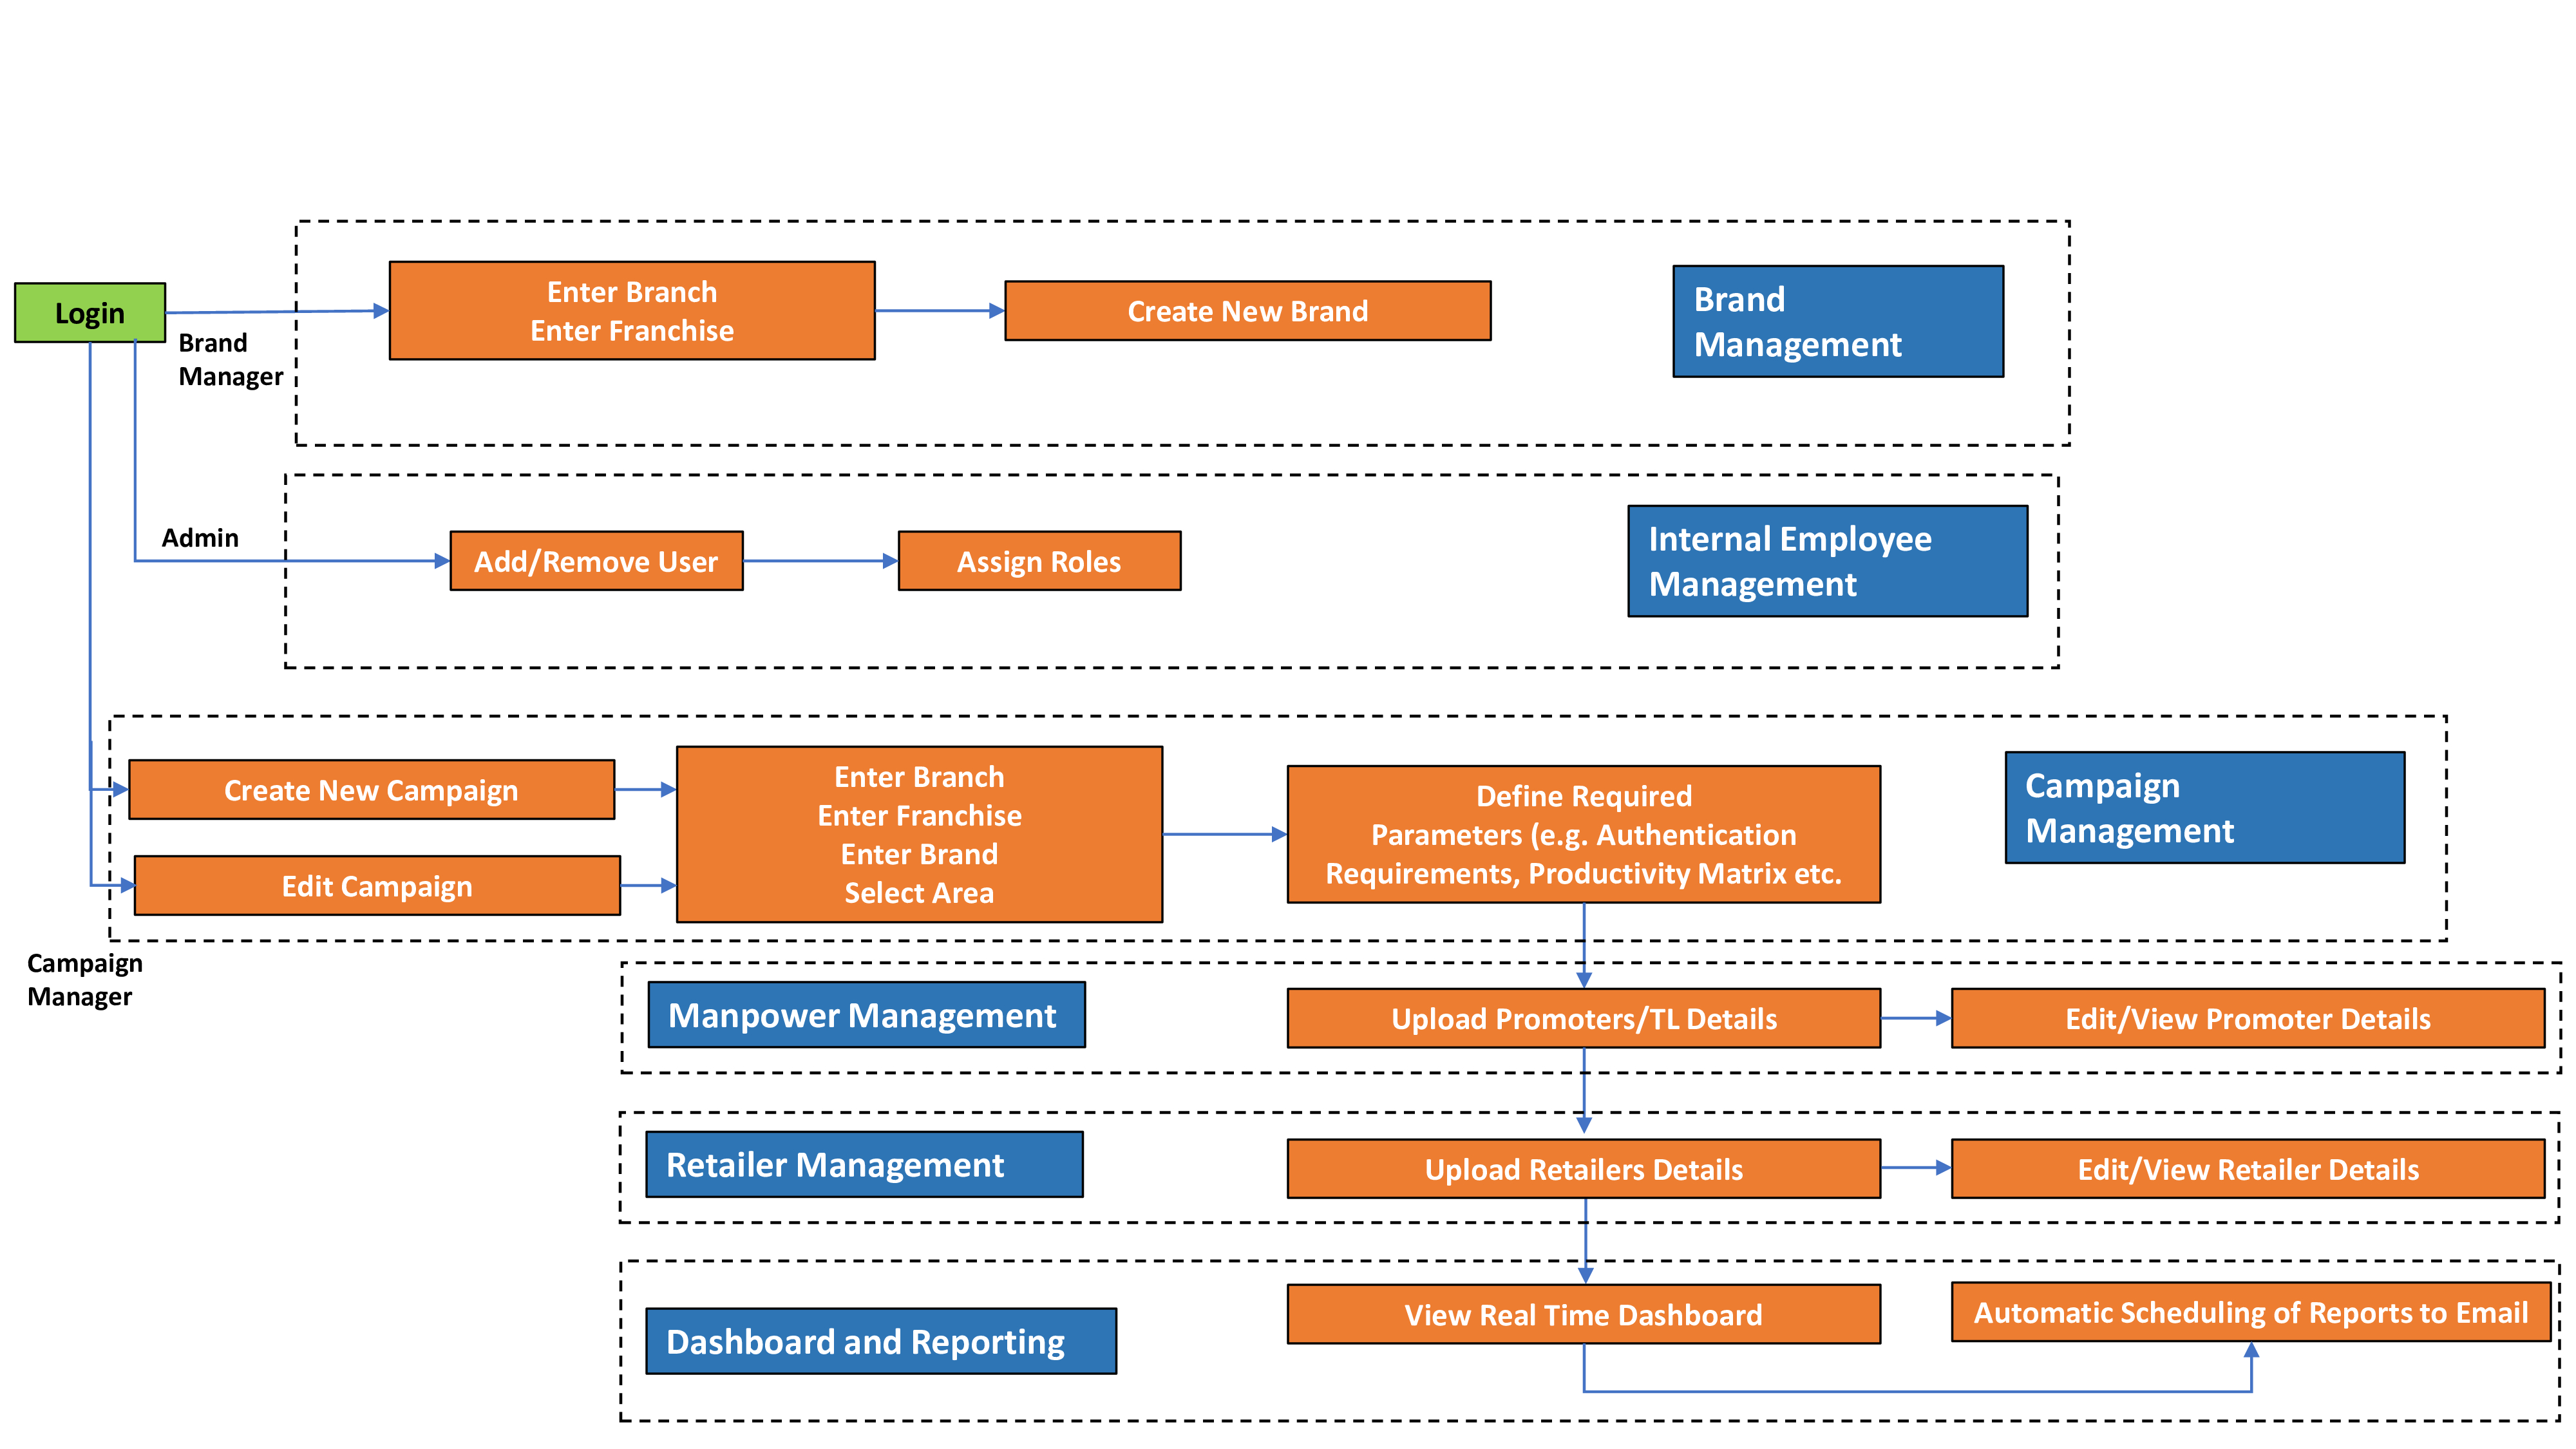 Login
Brand
Manager
Enter Branch
Enter Franchise
Create New Brand
Brand
Management
Admin
Add/Remove User
Assign Roles
Internal Employee
Management
Create New Campaign
Edit Campaign
Enter Branch
Enter Franchise
Enter Brand
Select Area
Define Required
Parameters (e.g. Authentication
Requirements, Productivity Matrix etc.
Campaign
Management
Campaign
Manager
Manpower Management
Upload Promoters/TL Details
Edit/View Promoter Details
Retailer Management
Upload Retailers Details
Edit/View Retailer Details
Dashboard and Reporting
View Real Time Dashboard
Automatic Scheduling of Reports to Email